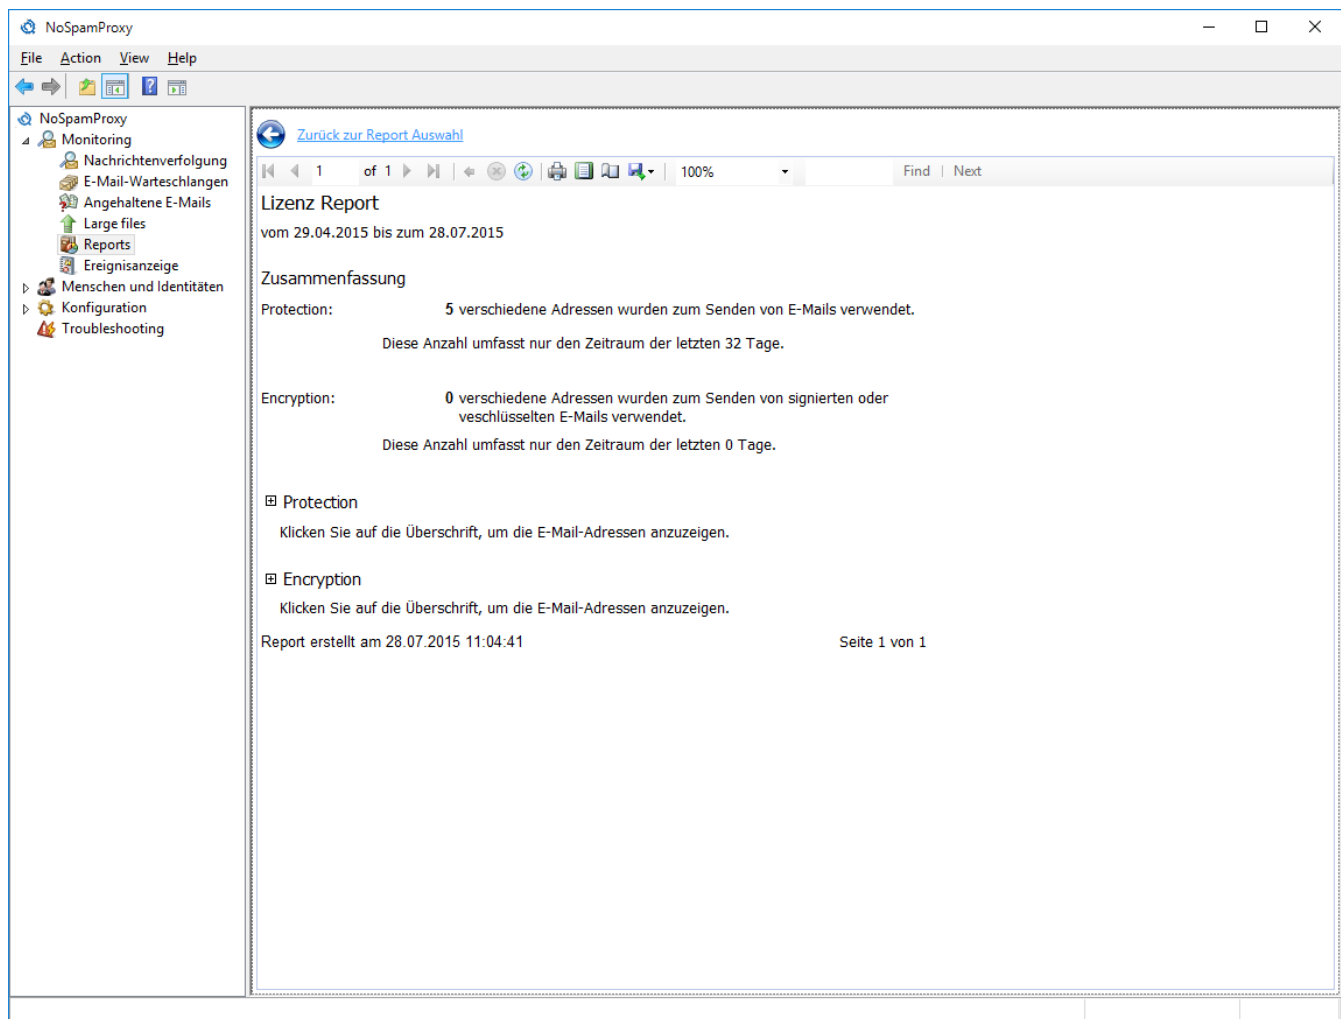 NoSpamProxy
File Action View Help
NoSpamProxy
Monitoring
Nachrichtenverfolgung
E-Mail-Warteschlangen
Angehaltene E-Mails
Large files
Reports
Ereignisanzeige
Menschen und Identitäten
Konfiguration
Troubleshooting
Zurück zur Report Auswahl
1 of 1 100% Find | Next
Lizenz Report
vom 29.04.2015 bis zum 28.07.2015
Zusammenfassung
Protection: 5 verschiedene Adressen wurden zum Senden von E-Mails verwendet.
Diese Anzahl umfasst nur den Zeitraum der letzten 32 Tage.
Encryption: 0 verschiedene Adressen wurden zum Senden von signierten oder
veschlüsselten E-Mails verwendet.
Diese Anzahl umfasst nur den Zeitraum der letzten 0 Tage.
Protection
Klicken Sie auf die Überschrift, um die E-Mail-Adressen anzuzeigen.
Encryption
Klicken Sie auf die Überschrift, um die E-Mail-Adressen anzuzeigen.
Report erstellt am 28.07.2015 11:04:41 Seite 1 von 1